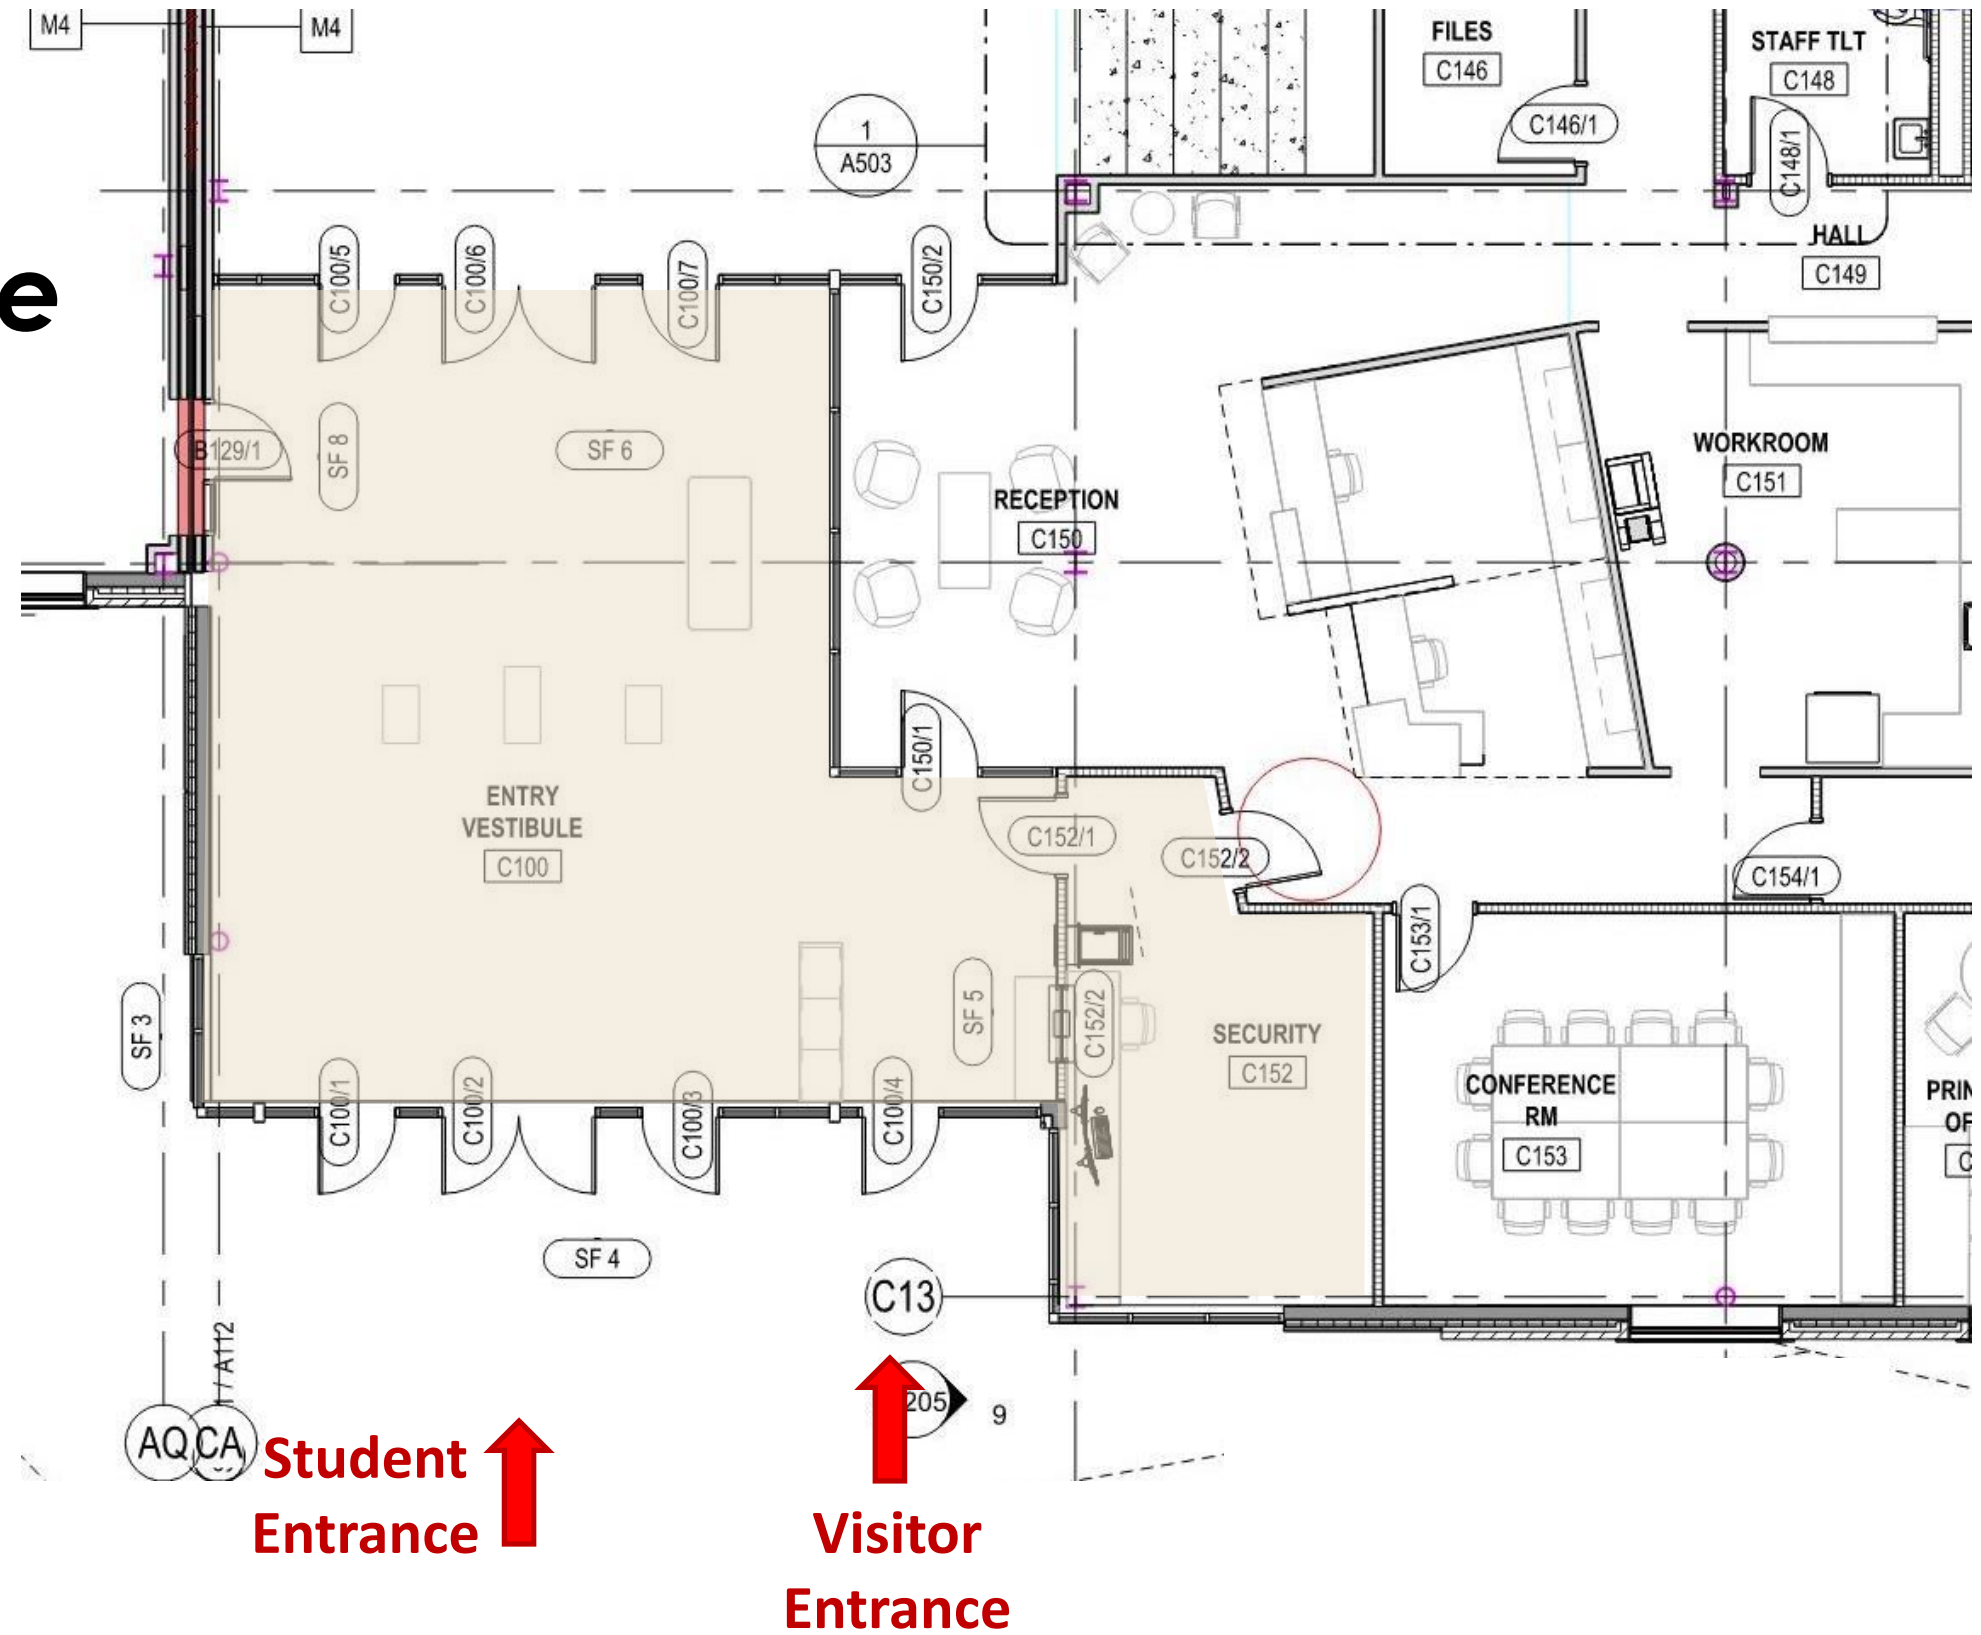 M4
M4
FILES
C146
STAFF TLT
C148
C146/1
C148/1
1
A503
HALL
C149
e
C100/5
C100/6
C100/7
C150/2
B129/1
SF 8
SF 6
RECEPTION
C150
WORKROOM
C151
C150/1
ENTRY
VESTIBULE
C100
C152/1
C152/2
C154/1
C153/1
SF 3
SF 5
C152/2
SECURITY
C152
CONFERENCE
RM
C153
PRIN
OF
C
C100/1
C100/2
C100/3
C100/4
SF 4
C13
1 / A112
205
9
AQ
CA
Student
Entrance
Visitor
Entrance